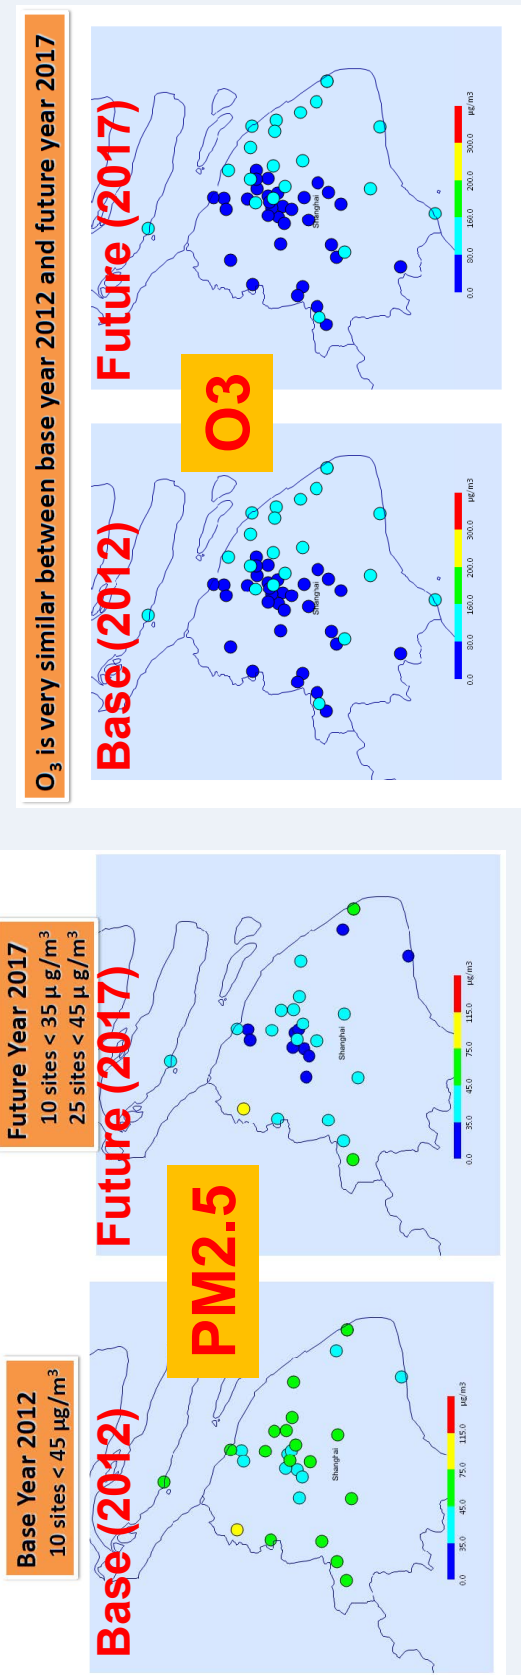 Base Year 2012
10 sites < 45 µg/m³
Future Year 2017
10 sites < 35 µ g/m³
25 sites < 45 µ g/m³
Base (2012)
Future (2017)
PM2.5
Shanghai
0.0 35.0 45.0 75.0 115.0 µg/m3
Shanghai
0.0 35.0 45.0 75.0 115.0 µg/m3
O₃ is very similar between base year 2012 and future year 2017
Base (2012)
Future (2017)
O3
Shanghai
0.0 80.0 160.0 200.0 300.0 µg/m3
Shanghai
0.0 80.0 160.0 200.0 300.0 µg/m3